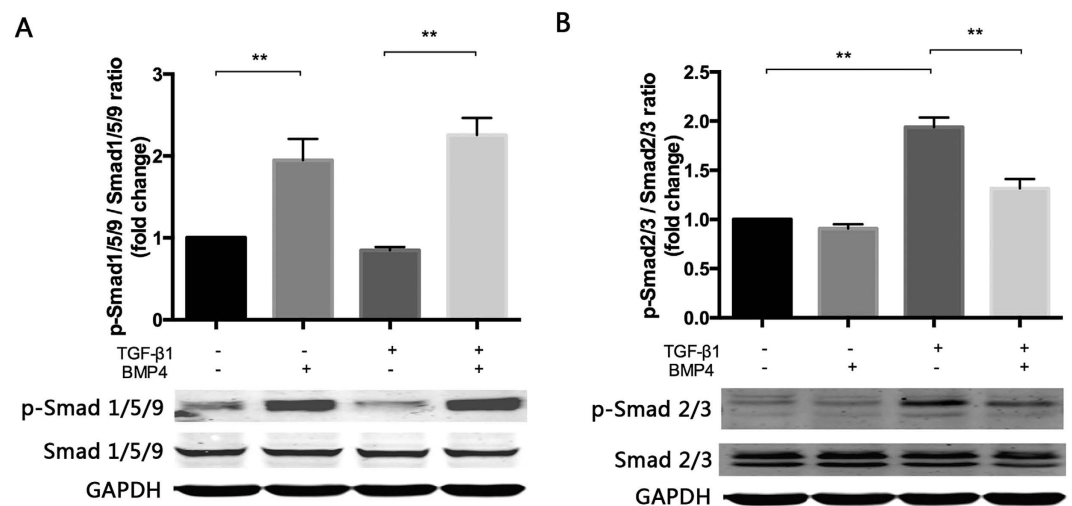 A
**
**
p-Smad1/5/9 / Smad1/5/9 ratio
(fold change)
3
2
1
0
TGF-β1 - - + +
BMP4 - + - +
p-Smad 1/5/9
Smad 1/5/9
GAPDH
B
**
**
p-Smad2/3 / Smad2/3 ratio
(fold change)
2.5
2.0
1.5
1.0
0.5
0.0
TGF-β1 - - + +
BMP4 - + - +
p-Smad 2/3
Smad 2/3
GAPDH